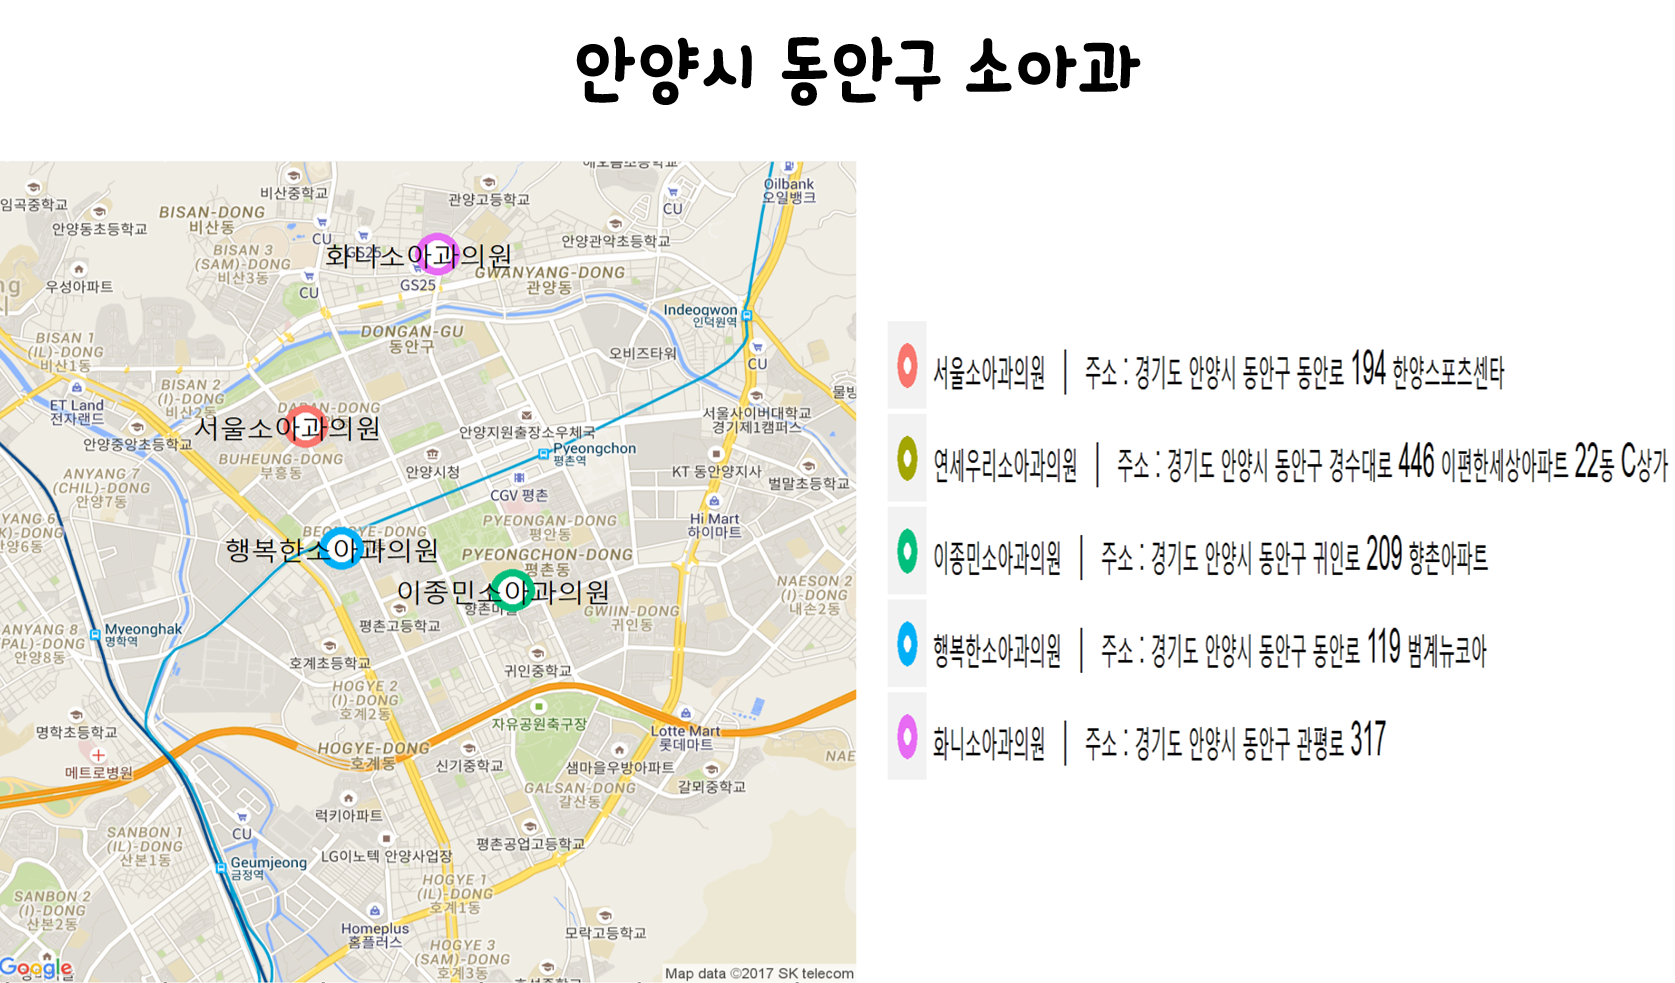 안양시 동안구 소아과
애오름초등학교
Oilbank
오일뱅크
비산중학교
관양고등학교
CU
임곡중학교
안양동초등학교
BISAN-DONG
비산동
CU
GS25
안양관악초등학교
BISAN 3
(SAM)-DONG
비산3동
화니소아과의원
GWANYANG-DONG
관양동
우성아파트
CU
GS25
Indeogwon
인덕원역
DONGAN-GU
동안구
BISAN 1
(IL)-DONG
비산1동
오비즈타워
CU
BISAN 2
(I)-DONG
비산2동
ET Land
전자랜드
DADAN-DONG
서울소아과의원
안양중앙초등학교
안양지원출장소우체국
서울사이버대학교
경기제1캠퍼스
BUHEUNG-DONG
부흥동
안양시청
Pyeongchon
평촌역
KT 동안양지사
벌말초등학교
ANYANG 7
(CHIL)-DONG
안양7동
CGV 평촌
PYEONGAN-DONG
평안동
Hi Mart
하이마트
BEOMGYE-DONG
행복한소아과의원
PYEONGCHON-DONG
평촌동
이종민소아과의원
NAESON 2
(I)-DONG
내손2동
GWIIN-DONG
귀인동
평촌고등학교
Myeonghak
명학역
ANYANG 8
(PAL)-DONG
안양8동
호계초등학교
귀인중학교
HOGYE 2
(I)-DONG
호계2동
자유공원축구장
명학초등학교
Lotte Mart
롯데마트
HOGYE-DONG
호계동
메트로병원
신기중학교
샘마을우방아파트
갈뫼중학교
GALSAN-DONG
갈산동
럭키아파트
CU
SANBON 1
(IL)-DONG
산본1동
평촌공업고등학교
LG이노텍 안양사업장
Geumjeong
금정역
HOGYE 1
(IL)-DONG
호계1동
SANBON 2
(I)-DONG
산본2동
Homeplus
홈플러스
모락고등학교
HOGYE 3
(SAM)-DONG
호계3동
Google
Map data ©2017 SK telecom
서울소아과의원 | 주소 : 경기도 안양시 동안구 동안로 194 한양스포츠센타
연세우리소아과의원 | 주소 : 경기도 안양시 동안구 경수대로 446 이편한세상아파트 22동 C상가
이종민소아과의원 | 주소 : 경기도 안양시 동안구 귀인로 209 향촌아파트
행복한소아과의원 | 주소 : 경기도 안양시 동안구 동안로 119 범계뉴코아
화니소아과의원 | 주소 : 경기도 안양시 동안구 관평로 317